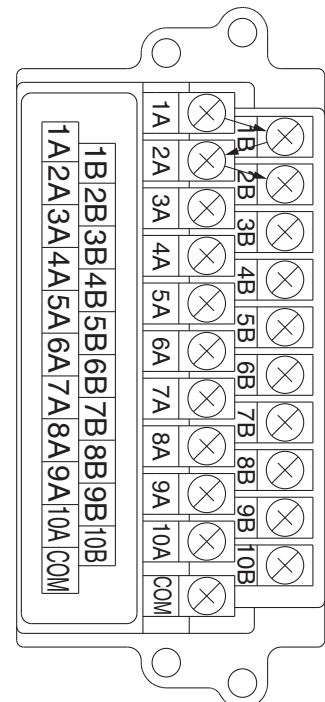 1A 2A 3A 4A 5A 6A 7A 8A 9A 10A COM
1B 2B 3B 4B 5B 6B 7B 8B 9B 10B
1A
2A
3A
4A
5A
6A
7A
8A
9A
10A
COM
1B
2B
3B
4B
5B
6B
7B
8B
9B
10B